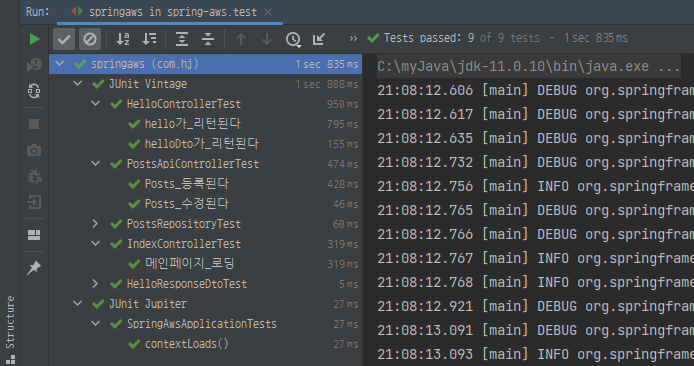 Run: springaws in spring-aws.test ×
» Tests passed: 9 of 9 tests – 1 sec 835 ms
springaws (com.hj) 1 sec 835 ms
JUnit Vintage 1 sec 808 ms
HelloControllerTest 950 ms
hello가_리턴된다 795 ms
helloDto가_리턴된다 155 ms
PostsApiControllerTest 474 ms
Posts_등록된다 428 ms
Posts_수정된다 46 ms
PostsRepositoryTest 60 ms
IndexControllerTest 319 ms
메인페이지_로딩 319 ms
HelloResponseDtoTest 5 ms
JUnit Jupiter 27 ms
SpringAwsApplicationTests 27 ms
contextLoads() 27 ms
C:\myJava\jdk-11.0.10\bin\java.exe ...
21:08:12.606 [main] DEBUG org.springfram
21:08:12.617 [main] DEBUG org.springfram
21:08:12.635 [main] DEBUG org.springfram
21:08:12.732 [main] DEBUG org.springfram
21:08:12.756 [main] INFO org.springframe
21:08:12.765 [main] DEBUG org.springfram
21:08:12.766 [main] DEBUG org.springfram
21:08:12.767 [main] INFO org.springframe
21:08:12.768 [main] INFO org.springframe
21:08:12.921 [main] DEBUG org.springfram
21:08:13.091 [main] DEBUG org.springfram
21:08:13.093 [main] INFO org.springframe
Structure